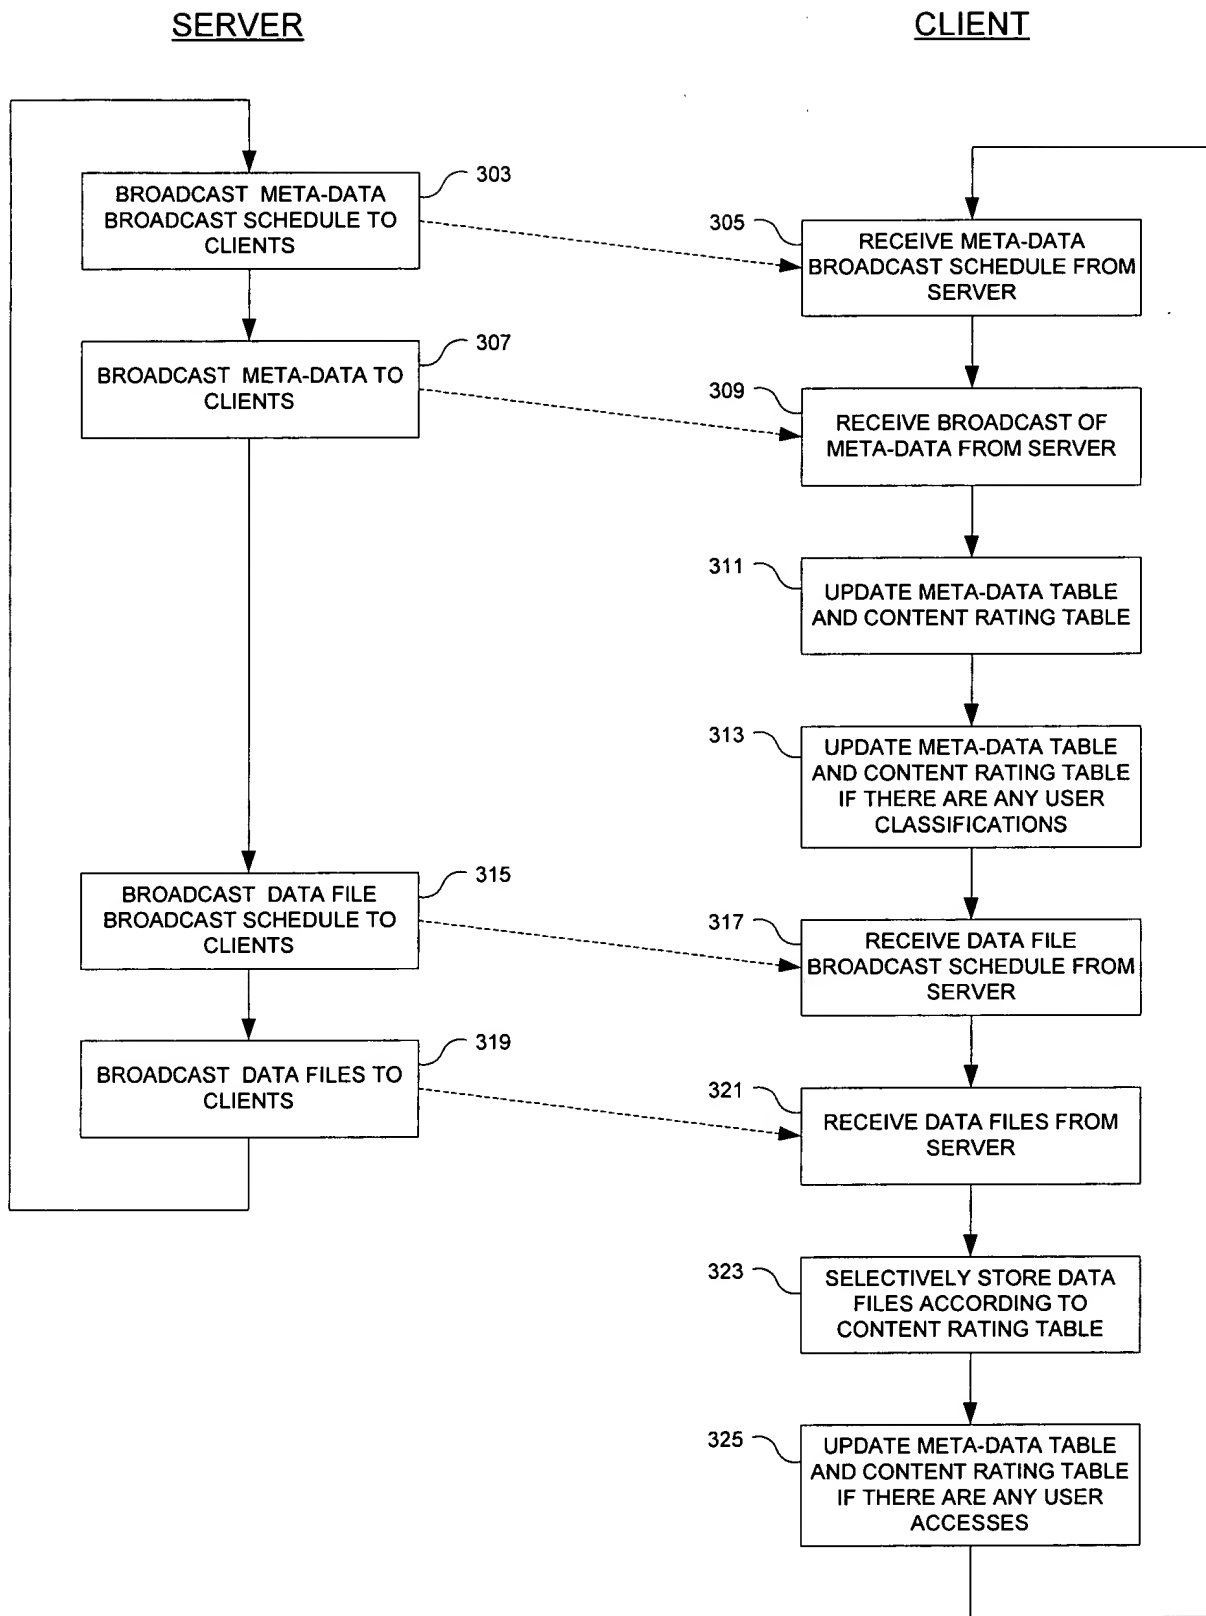 SERVER
CLIENT
303
BROADCAST META-DATA
BROADCAST SCHEDULE TO
CLIENTS
305
RECEIVE META-DATA
BROADCAST SCHEDULE FROM
SERVER
307
BROADCAST META-DATA TO
CLIENTS
309
RECEIVE BROADCAST OF
META-DATA FROM SERVER
311
UPDATE META-DATA TABLE
AND CONTENT RATING TABLE
313
UPDATE META-DATA TABLE
AND CONTENT RATING TABLE
IF THERE ARE ANY USER
CLASSIFICATIONS
315
BROADCAST DATA FILE
BROADCAST SCHEDULE TO
CLIENTS
317
RECEIVE DATA FILE
BROADCAST SCHEDULE FROM
SERVER
319
BROADCAST DATA FILES TO
CLIENTS
321
RECEIVE DATA FILES FROM
SERVER
323
SELECTIVELY STORE DATA
FILES ACCORDING TO
CONTENT RATING TABLE
325
UPDATE META-DATA TABLE
AND CONTENT RATING TABLE
IF THERE ARE ANY USER
ACCESSES